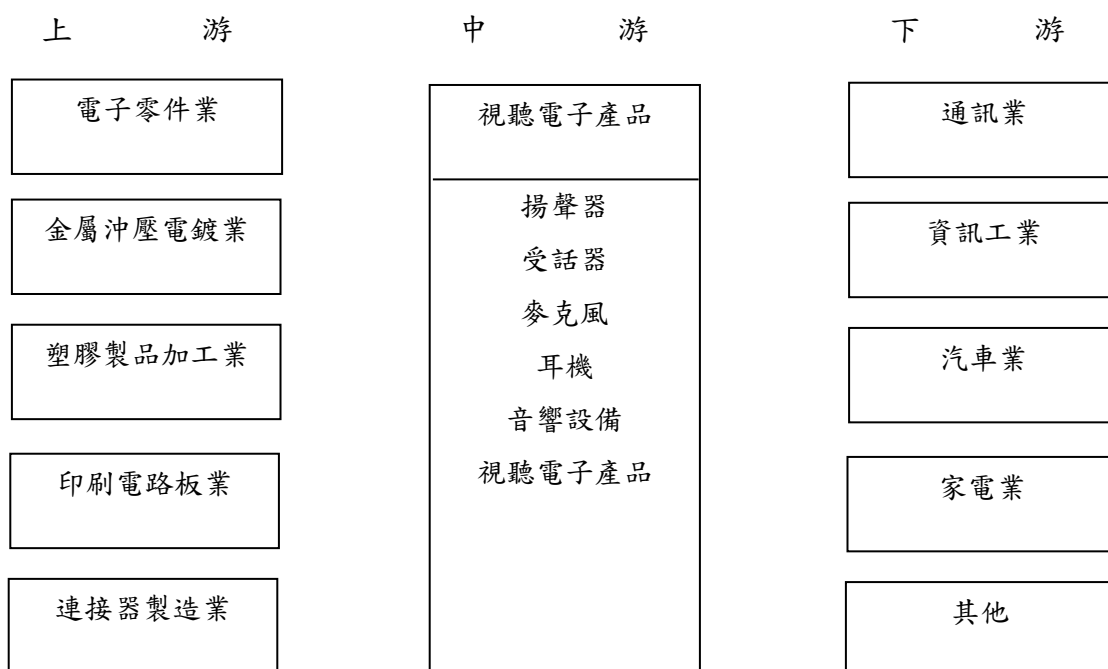 上游
電子零件業
金屬沖壓電鍍業
塑膠製品加工業
印刷電路板業
連接器製造業
中游
視聽電子產品
揚聲器
受話器
麥克風
耳機
音響設備
視聽電子產品
下游
通訊業
資訊工業
汽車業
家電業
其他